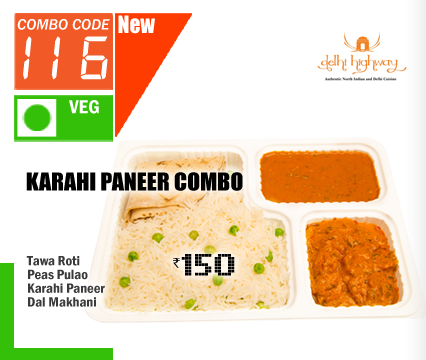 COMBO CODE
116
New
VEG
delhi highway
Authentic North Indian and Delhi Cuisine
KARAHI PANEER COMBO
₹150
Tawa Roti
Peas Pulao
Karahi Paneer
Dal Makhani